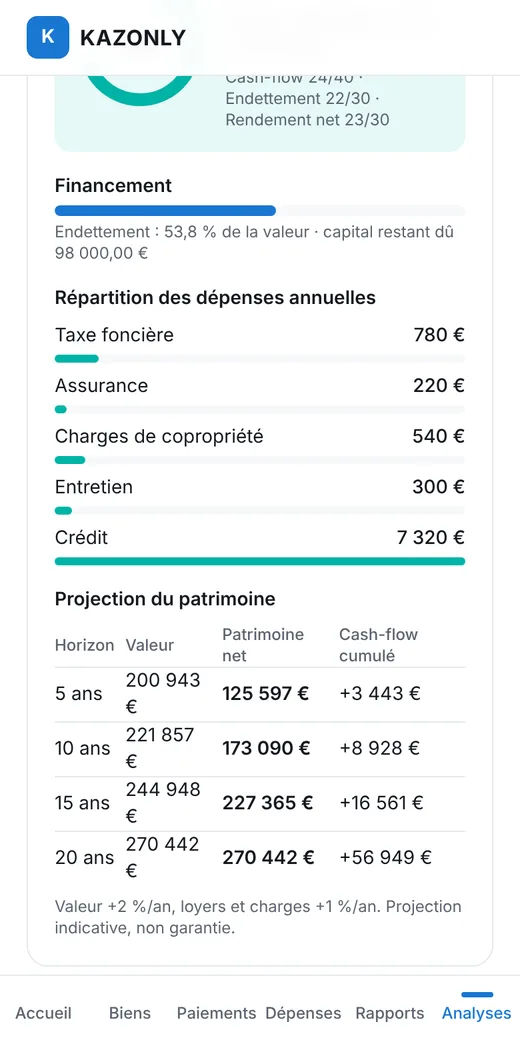 K KAZONLY
Cash-flow 24/40 ·
Endettement 22/30 ·
Rendement net 23/30
Financement
Endettement : 53,8 % de la valeur · capital restant dû
98 000,00 €
Répartition des dépenses annuelles
Taxe foncière 780 €
Assurance 220 €
Charges de copropriété 540 €
Entretien 300 €
Crédit 7 320 €
Projection du patrimoine
Horizon Valeur Patrimoine net Cash-flow cumulé
5 ans 200 943 € 125 597 € +3 443 €
10 ans 221 857 € 173 090 € +8 928 €
15 ans 244 948 € 227 365 € +16 561 €
20 ans 270 442 € 270 442 € +56 949 €
Valeur +2 %/an, loyers et charges +1 %/an. Projection
indicative, non garantie.
Accueil Biens Paiements Dépenses Rapports Analyses